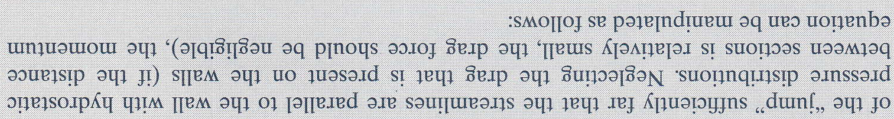 of the „jump“ sufficiently far that the streamlines are parallel to the wall with hydrostatic
pressure distributions. Neglecting the drag that is present on the walls (if the distance
between sections is relatively small, the drag force should be negligible), the momentum
equation can be manipulated as follows: